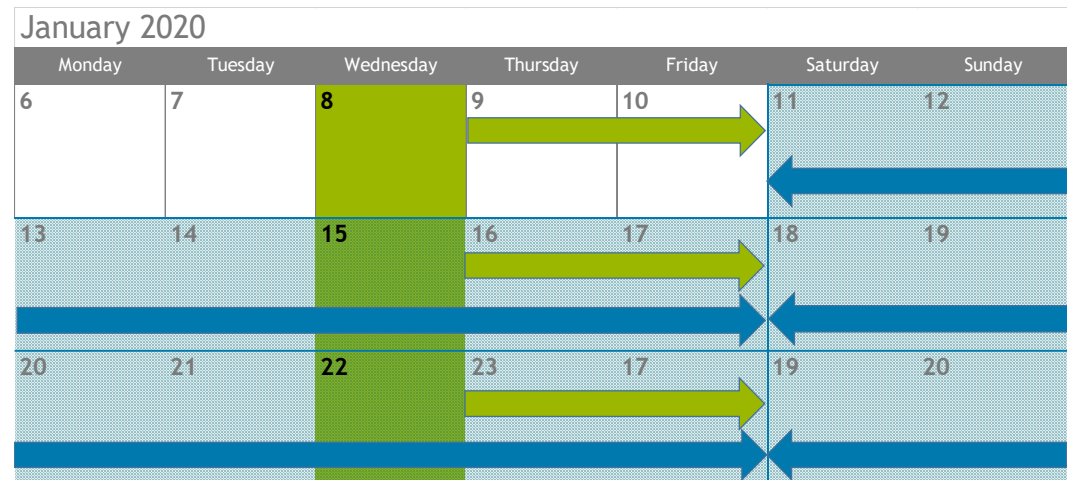 January 2020
Monday Tuesday Wednesday Thursday Friday Saturday Sunday
6 7 8 9 10 11 12
13 14 15 16 17 18 19
20 21 22 23 17 19 20